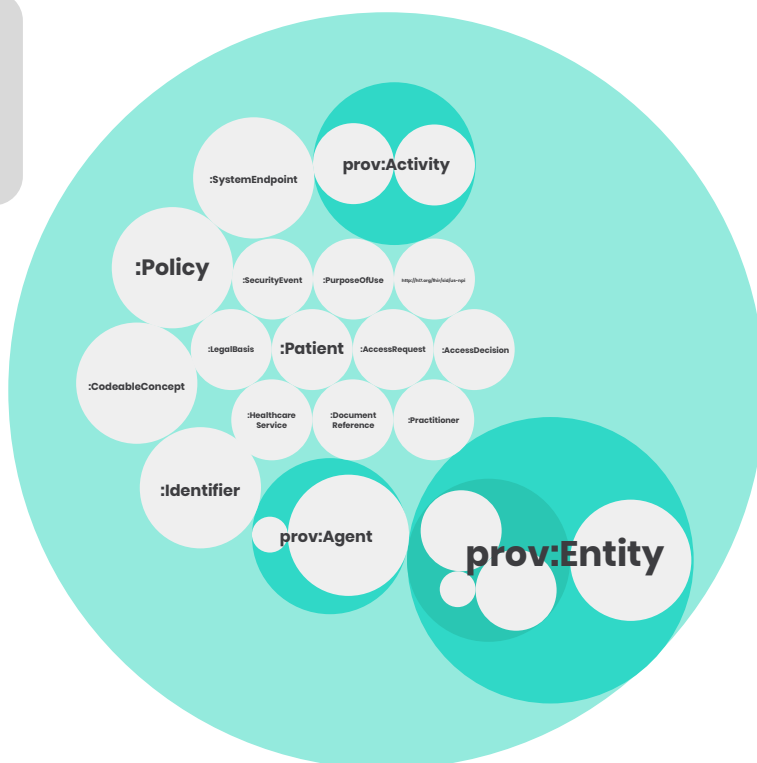 prov:Activity
:SystemEndpoint
:Policy
:SecurityEvent
:PurposeOfUse
:LegalBasis
:Patient
:AccessRequest
:AccessDecision
:CodeableConcept
:Healthcare
Service
:Document
Reference
:Practitioner
:Identifier
prov:Agent
prov:Entity